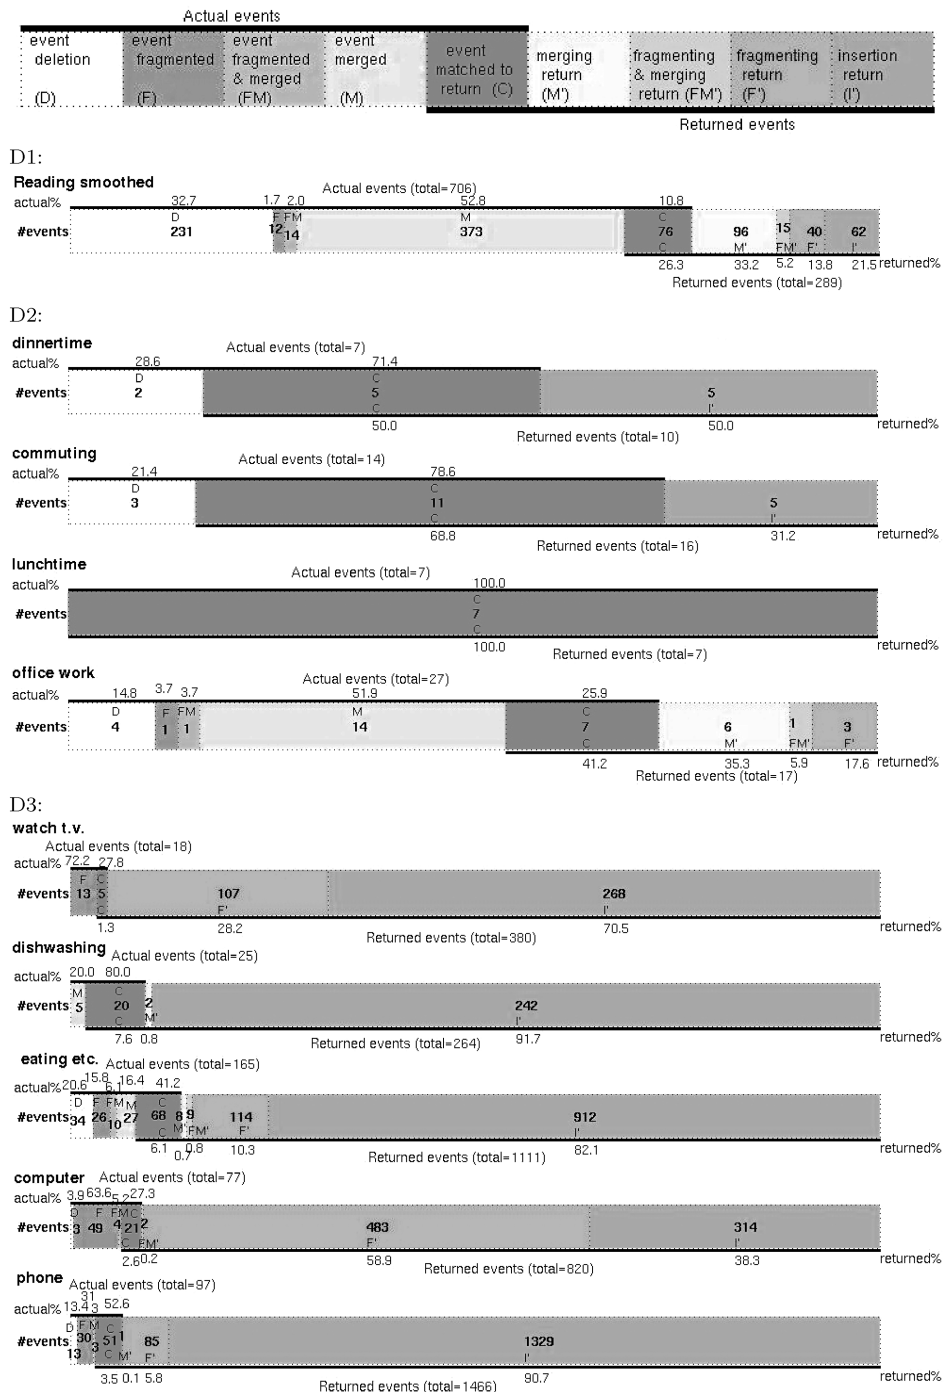 Actual events
event deletion (D)
event fragmented (F)
event fragmented & merged (FM)
event merged (M)
event matched to return (C)
merging return (M')
fragmenting & merging return (FM')
fragmenting return (F')
insertion return (I')
Returned events
D1:
Reading smoothed
Actual events (total=706)
actual% 32.7 1.7 2.0 52.8 10.8
D F FM M C
#events 231 12 14 373 76 96 15 40 62
C M' FM' F' I'
26.3 33.2 5.2 13.8 21.5 returned%
Returned events (total=289)
D2:
dinnertime
Actual events (total=7)
actual% 28.6 71.4
D C
#events 2 5 5
C I'
50.0 50.0 returned%
Returned events (total=10)
commuting
Actual events (total=14)
actual% 21.4 78.6
D C
#events 3 11 5
C I'
68.8 31.2 returned%
Returned events (total=16)
lunchtime
Actual events (total=7)
actual% 100.0
C
#events 7
C
100.0 returned%
Returned events (total=7)
office work
Actual events (total=27)
actual% 14.8 3.7 3.7 51.9 25.9
D F FM M C
#events 4 1 1 14 7 6 1 3
C M' FM' F'
41.2 35.3 5.9 17.6 returned%
Returned events (total=17)
D3:
watch t.v.
Actual events (total=18)
actual% 72.2 27.8
F C
#events 13 5 107 268
C F' I'
1.3 28.2 70.5 returned%
Returned events (total=380)
dishwashing
Actual events (total=25)
actual% 20.0 80.0
M C
#events 5 20 2 242
C M' I'
7.6 0.8 91.7 returned%
Returned events (total=264)
eating etc.
Actual events (total=165)
actual% 20.6 15.8 6.1 16.4 41.2
D F FM M C
#events 34 26 10 27 68 8 9 114 912
C M' FM' F' I'
6.1 0.7 0.8 10.3 82.1 returned%
Returned events (total=1111)
computer
Actual events (total=77)
actual% 3.9 63.6 5.2 27.3
D F FM C
#events 3 49 4 21 2 483 314
C FM' F' I'
2.6 0.2 58.9 38.3 returned%
Returned events (total=820)
phone
Actual events (total=97)
actual% 13.4 31 3 52.6
D F M C
#events 13 30 3 51 1 85 1329
C M' F' I'
3.5 0.1 5.8 90.7 returned%
Returned events (total=1466)